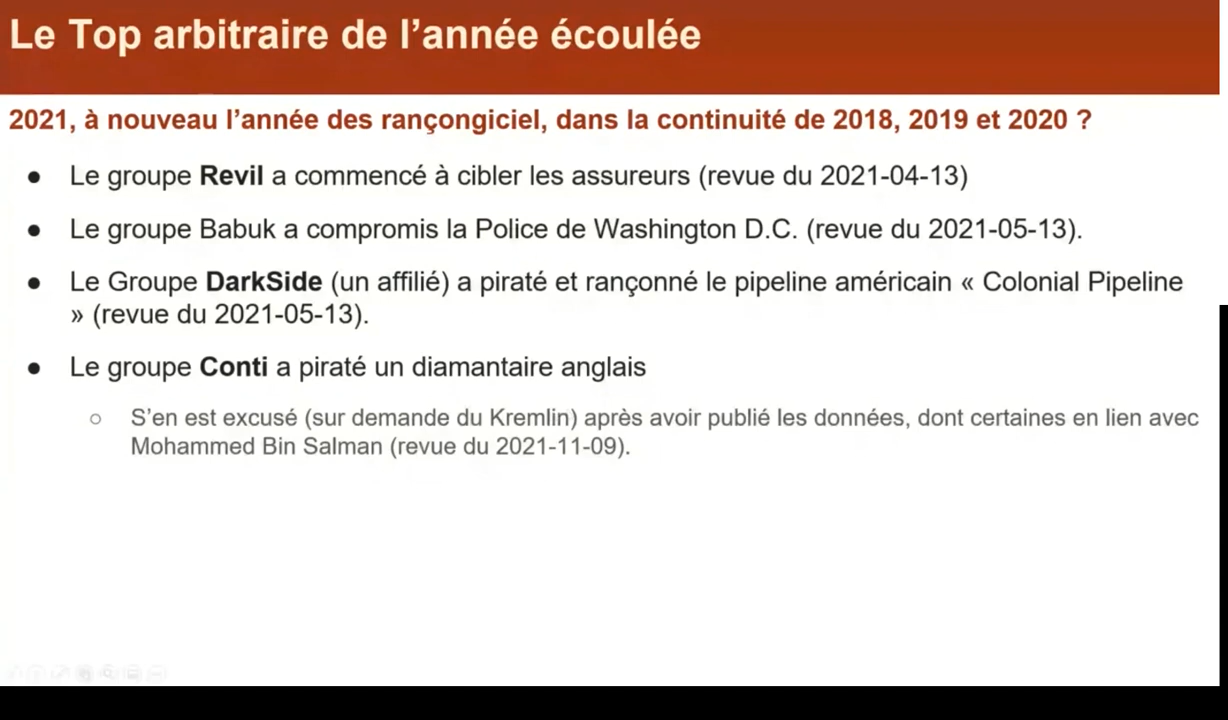 Le Top arbitraire de l’année écoulée
2021, à nouveau l’année des rançongiciel, dans la continuité de 2018, 2019 et 2020 ?
● Le groupe Revil a commencé à cibler les assureurs (revue du 2021-04-13)
● Le groupe Babuk a compromis la Police de Washington D.C. (revue du 2021-05-13).
● Le Groupe DarkSide (un affilié) a piraté et rançonné le pipeline américain « Colonial Pipeline
» (revue du 2021-05-13).
● Le groupe Conti a piraté un diamantaire anglais
○ S’en est excusé (sur demande du Kremlin) après avoir publié les données, dont certaines en lien avec
Mohammed Bin Salman (revue du 2021-11-09).